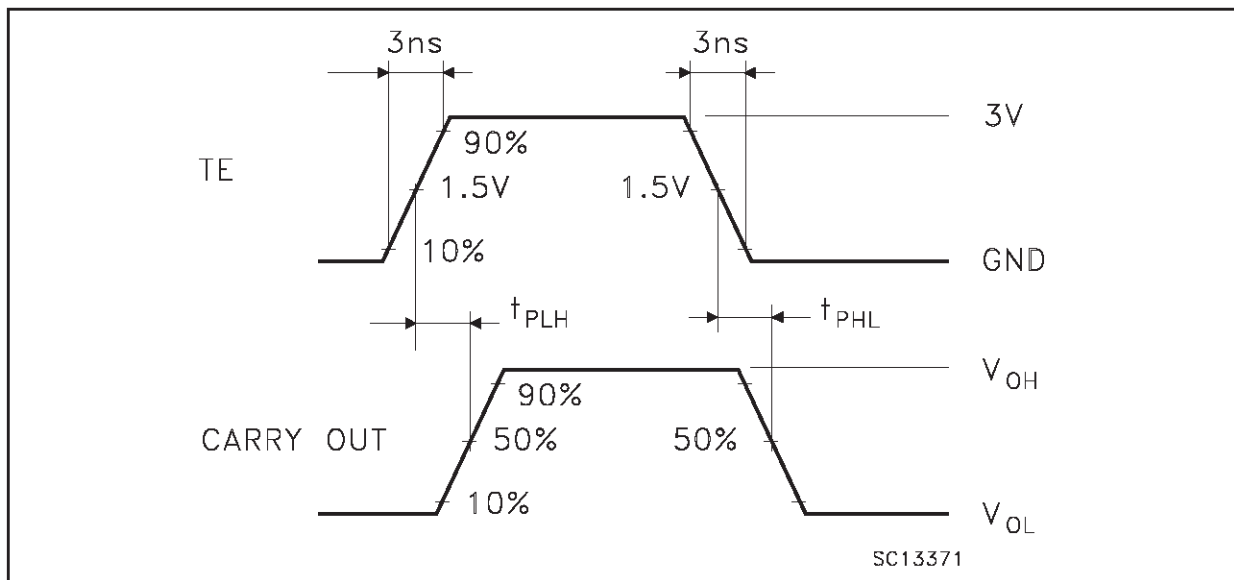 3ns 3ns
3V
90%
TE 1.5V 1.5V
10%
GND
tPLH tPHL
VOH
90%
CARRY OUT 50% 50%
10%
VOL
SC13371